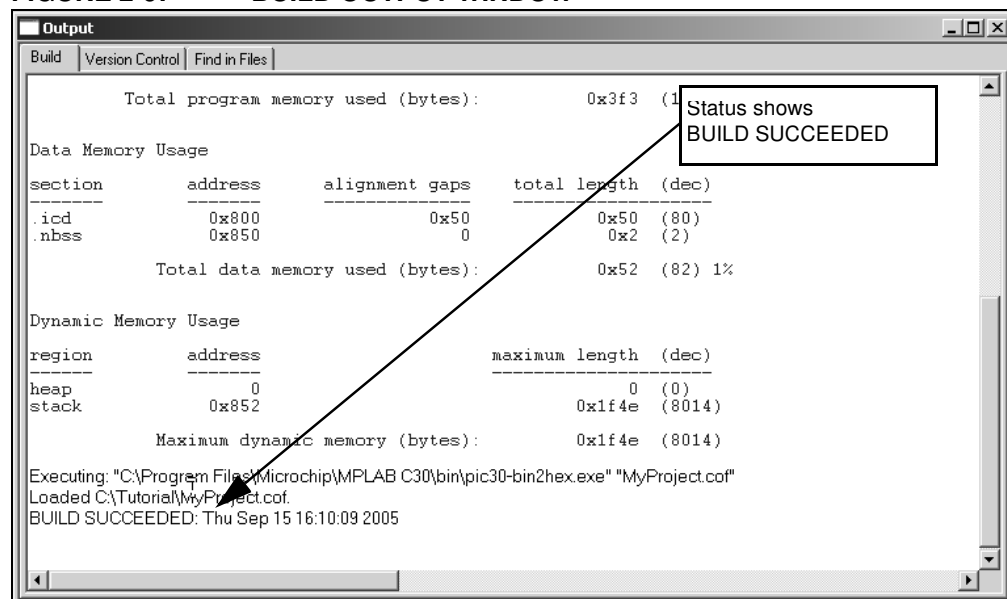 Output
Build Version Control Find in Files
Total program memory used (bytes): 0x3f3 (1
Status shows
BUILD SUCCEEDED
Data Memory Usage
section address alignment gaps total length (dec)
.icd 0x800 0x50 0x50 (80)
.nbss 0x850 0 0x2 (2)
Total data memory used (bytes): 0x52 (82) 1%
Dynamic Memory Usage
region address maximum length (dec)
heap 0 0 (0)
stack 0x852 0x1f4e (8014)
Maximum dynamic memory (bytes): 0x1f4e (8014)
Executing: "C:\Program Files\Microchip\MPLAB C30\bin\pic30-bin2hex.exe" "MyProject.cof"
Loaded C:\Tutorial\MyProject.cof.
BUILD SUCCEEDED: Thu Sep 15 16:10:09 2005